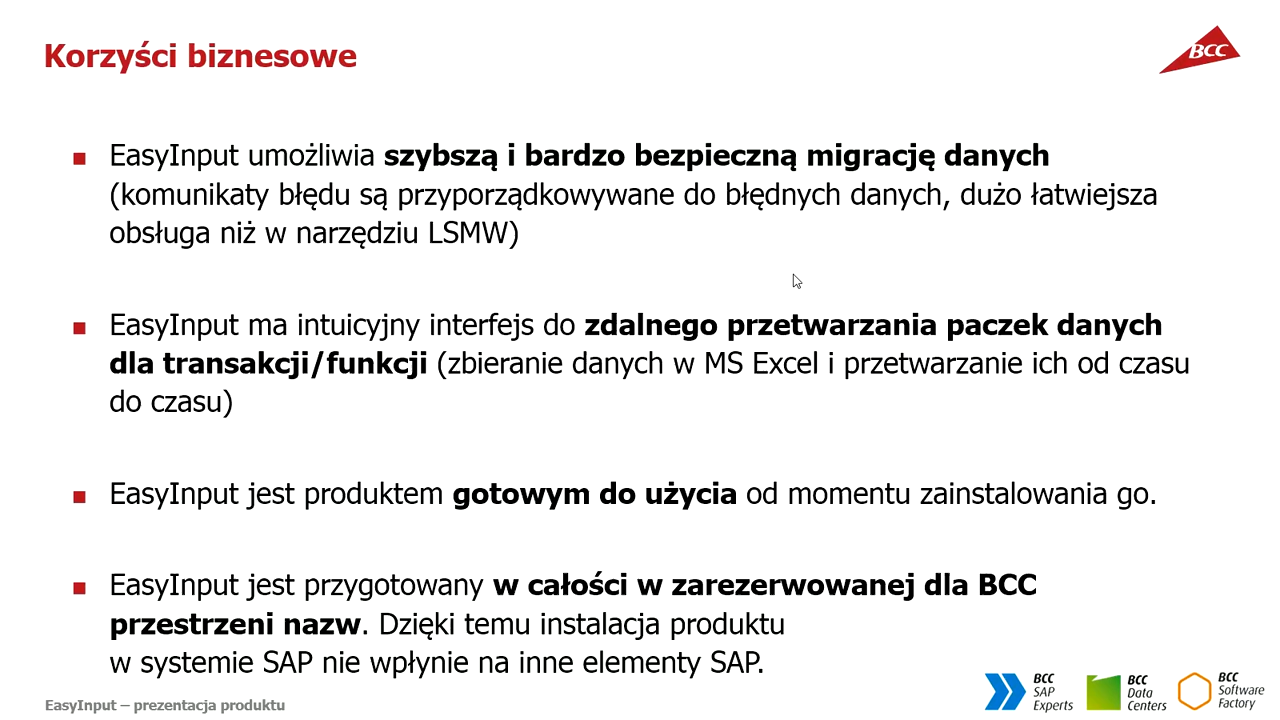 Korzyści biznesowe
BCC
■ EasyInput umożliwia szybszą i bardzo bezpieczną migrację danych
(komunikaty błędu są przyporządkowywane do błędnych danych, dużo łatwiejsza
obsługa niż w narzędziu LSMW)
■ EasyInput ma intuicyjny interfejs do zdalnego przetwarzania paczek danych
dla transakcji/funkcji (zbieranie danych w MS Excel i przetwarzanie ich od czasu
do czasu)
■ EasyInput jest produktem gotowym do użycia od momentu zainstalowania go.
■ EasyInput jest przygotowany w całości w zarezerwowanej dla BCC
przestrzeni nazw. Dzięki temu instalacja produktu
w systemie SAP nie wpłynie na inne elementy SAP.
EasyInput – prezentacja produktu
BCC
SAP
Experts
BCC
Data
Centers
BCC
Software
Factory